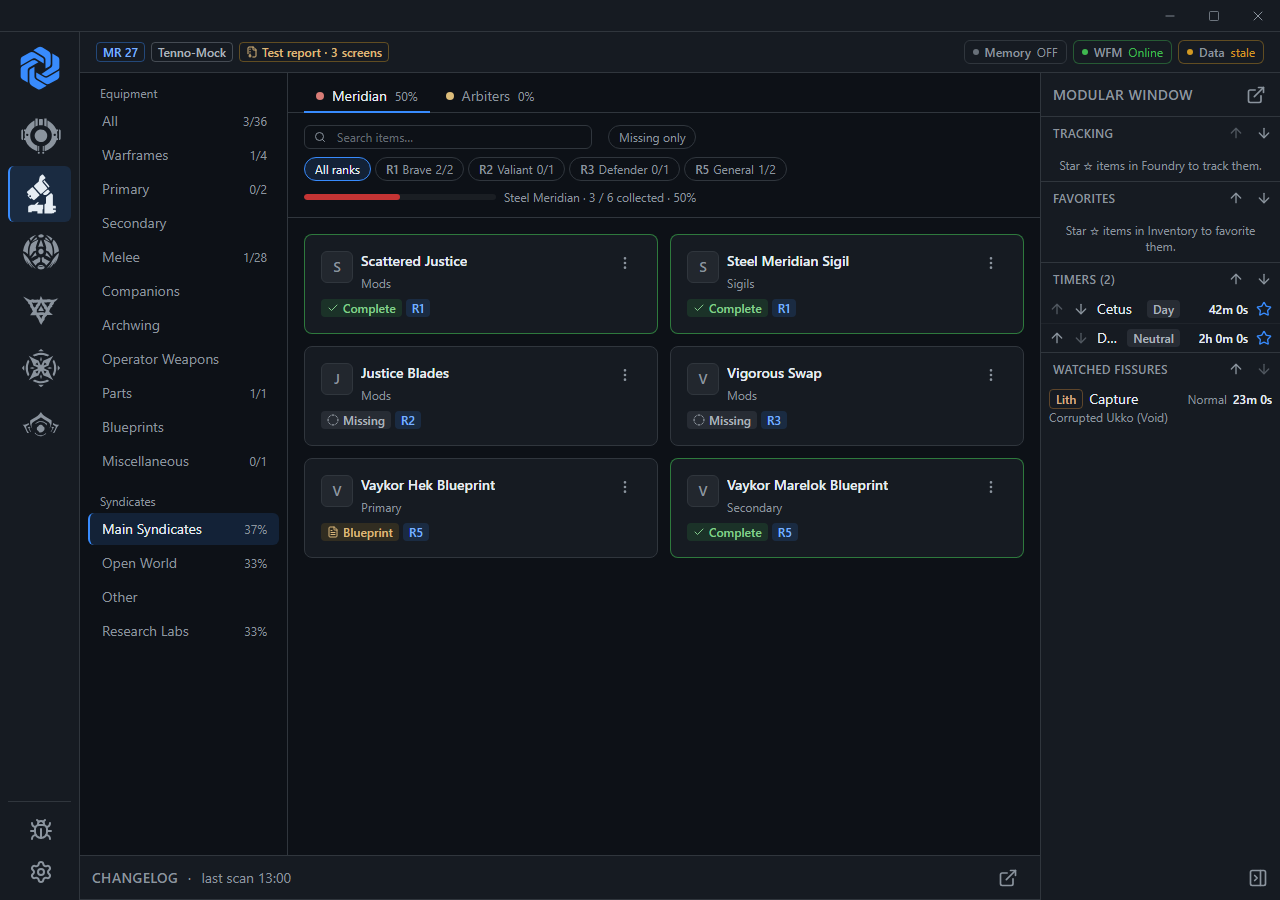 MR 27
Tenno-Mock
Test report · 3 screens
Memory OFF
WFM Online
Data stale
Equipment
All 3/36
Warframes 1/4
Primary 0/2
Secondary
Melee 1/28
Companions
Archwing
Operator Weapons
Parts 1/1
Blueprints
Miscellaneous 0/1
Syndicates
Main Syndicates 37%
Open World 33%
Other
Research Labs 33%
Meridian 50%
Arbiters 0%
Search items...
Missing only
All ranks
R1 Brave 2/2
R2 Valiant 0/1
R3 Defender 0/1
R5 General 1/2
Steel Meridian · 3 / 6 collected · 50%
S
Scattered Justice
Mods
Complete R1
S
Steel Meridian Sigil
Sigils
Complete R1
J
Justice Blades
Mods
Missing R2
V
Vigorous Swap
Mods
Missing R3
V
Vaykor Hek Blueprint
Primary
Blueprint R5
V
Vaykor Marelok Blueprint
Secondary
Complete R5
MODULAR WINDOW
TRACKING
Star ☆ items in Foundry to track them.
FAVORITES
Star ☆ items in Inventory to favorite
them.
TIMERS (2)
Cetus Day 42m 0s
D... Neutral 2h 0m 0s
WATCHED FISSURES
Lith Capture Normal 23m 0s
Corrupted Ukko (Void)
CHANGELOG · last scan 13:00